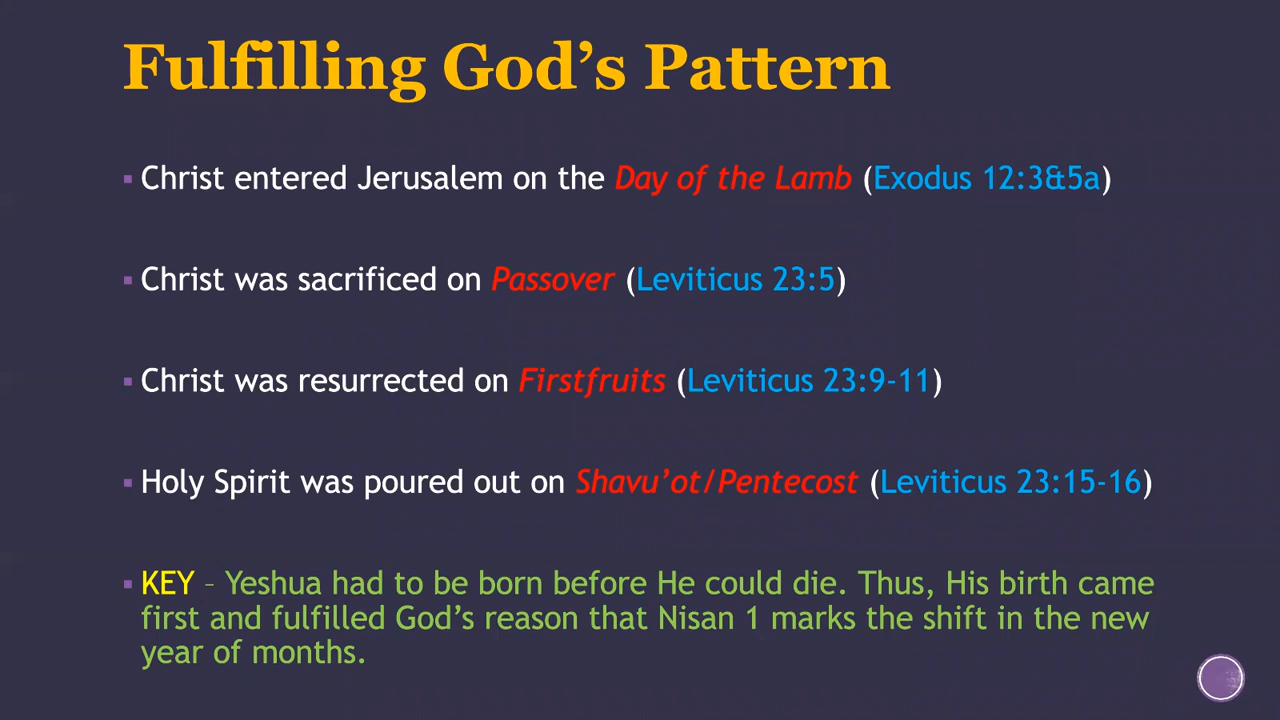 Fulfilling God’s Pattern
▪ Christ entered Jerusalem on the Day of the Lamb (Exodus 12:3&5a)
▪ Christ was sacrificed on Passover (Leviticus 23:5)
▪ Christ was resurrected on Firstfruits (Leviticus 23:9-11)
▪ Holy Spirit was poured out on Shavu’ot/Pentecost (Leviticus 23:15-16)
▪ KEY – Yeshua had to be born before He could die. Thus, His birth came
first and fulfilled God’s reason that Nisan 1 marks the shift in the new
year of months.